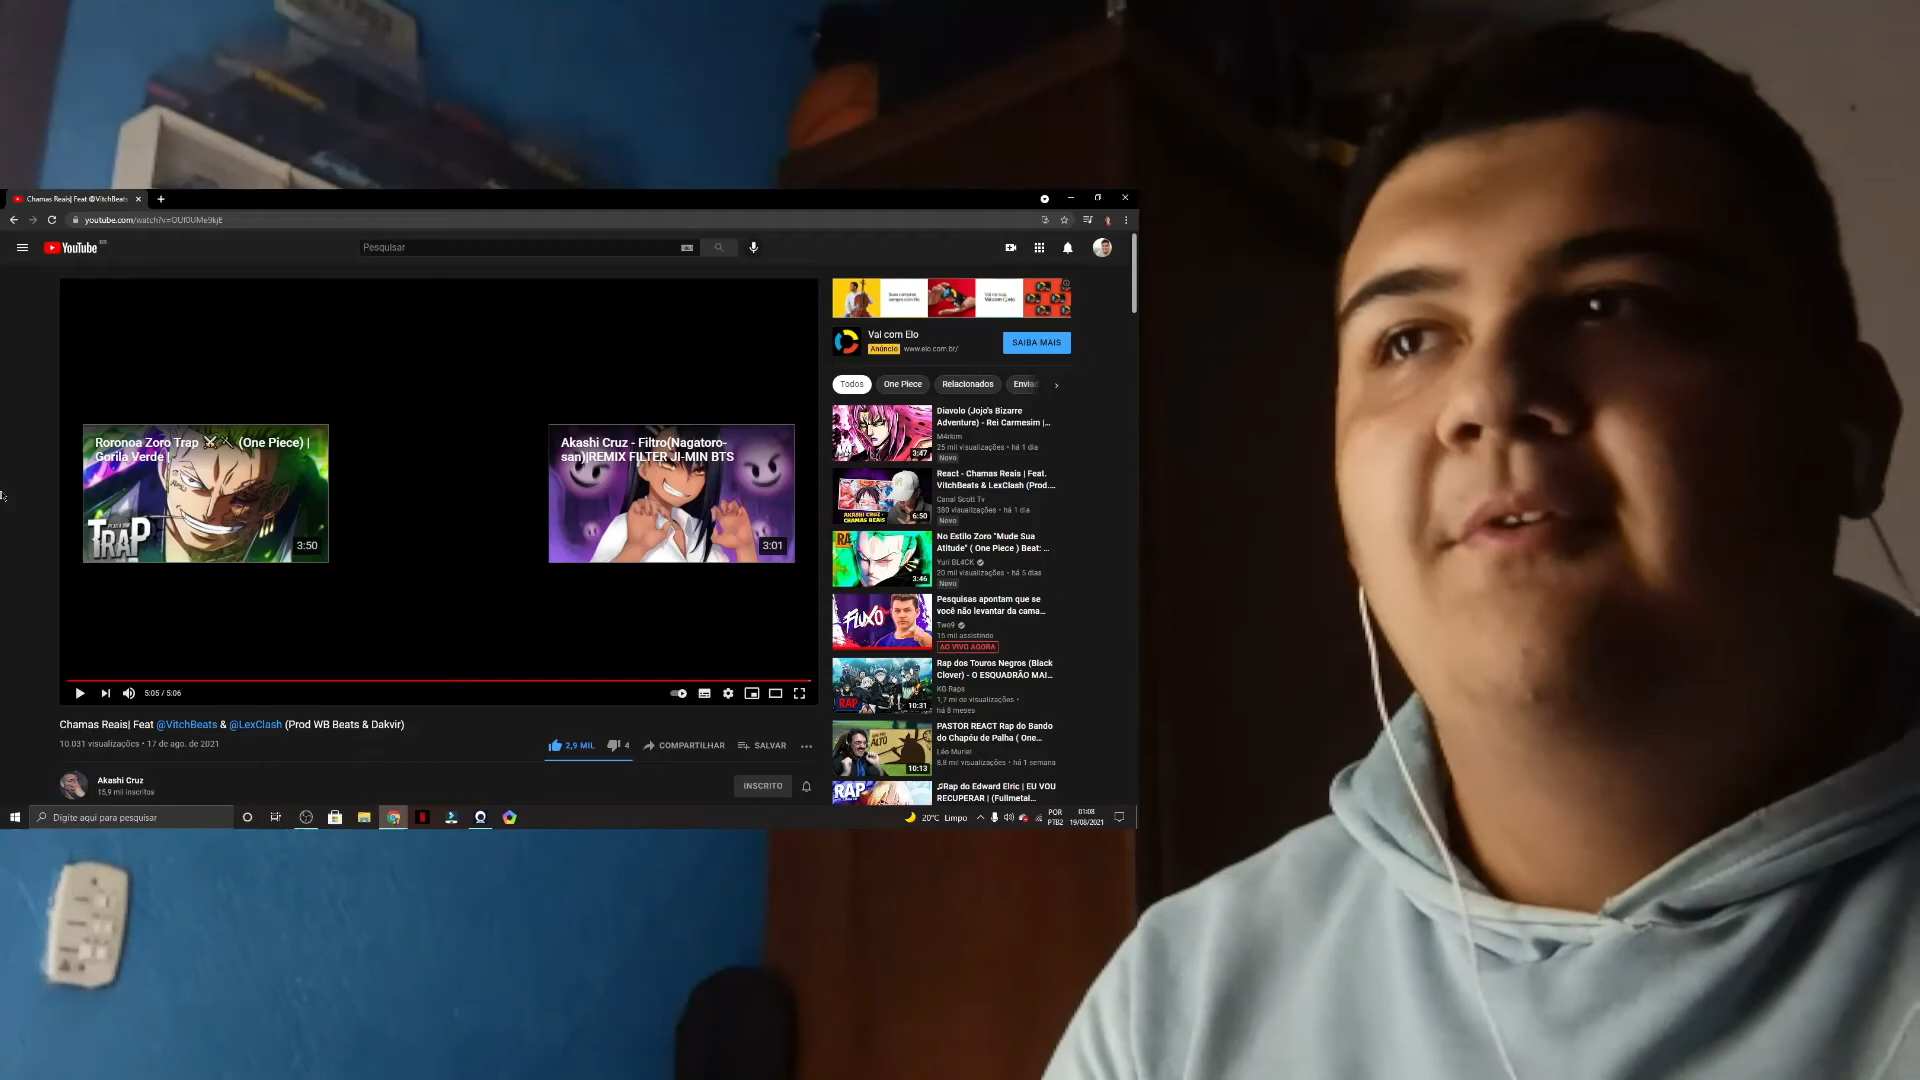 Chamas Reais| Feat @VitchBeats
youtube.com/watch?v=OUf0UMe9kjE
YouTube BR
Pesquisar
Roronoa Zoro Trap ⚔ (One Piece) |
Gorila Verde |
TRAP
3:50
Akashi Cruz - Filtro(Nagatoro-
san)|REMIX FILTER JI-MIN BTS
3:01
5:05 / 5:06
Chamas Reais| Feat @VitchBeats & @LexClash (Prod WB Beats & Dakvir)
10.031 visualizações • 17 de ago. de 2021
2,9 MIL
4
COMPARTILHAR
SALVAR
Akashi Cruz
15,9 mil inscritos
INSCRITO
Vai com Elo
Anúncio www.elo.com.br/
SAIBA MAIS
Todos
One Piece
Relacionados
Enviad
Diavolo (Jojo's Bizarre
Adventure) - Rei Carmesim |...
M4rkim
25 mil visualizações • há 1 dia
Novo
3:47
React - Chamas Reais | Feat.
VitchBeats & LexClash (Prod....
Canal Scott Tv
380 visualizações • há 1 dia
Novo
AKASHI CRUZ -
CHAMAS REAIS
6:50
No Estilo Zoro "Mude Sua
Atitude" ( One Piece ) Beat: ...
Yuri BL4CK
20 mil visualizações • há 5 dias
Novo
3:46
Pesquisas apontam que se
você não levantar da cama...
Two9
15 mil assistindo
AO VIVO AGORA
FLUXO
Rap dos Touros Negros (Black
Clover) - O ESQUADRÃO MAI...
KG Raps
1,7 mi de visualizações •
há 8 meses
RAP
10:31
PASTOR REACT Rap do Bando
do Chapéu de Palha ( One...
Léo Muriel
8,8 mil visualizações • há 1 semana
10:13
Rap do Edward Elric | EU VOU
RECUPERAR | (Fullmetal...
RAP
Digite aqui para pesquisar
20°C Limpo
POR
PTB2
01:08
19/08/2021